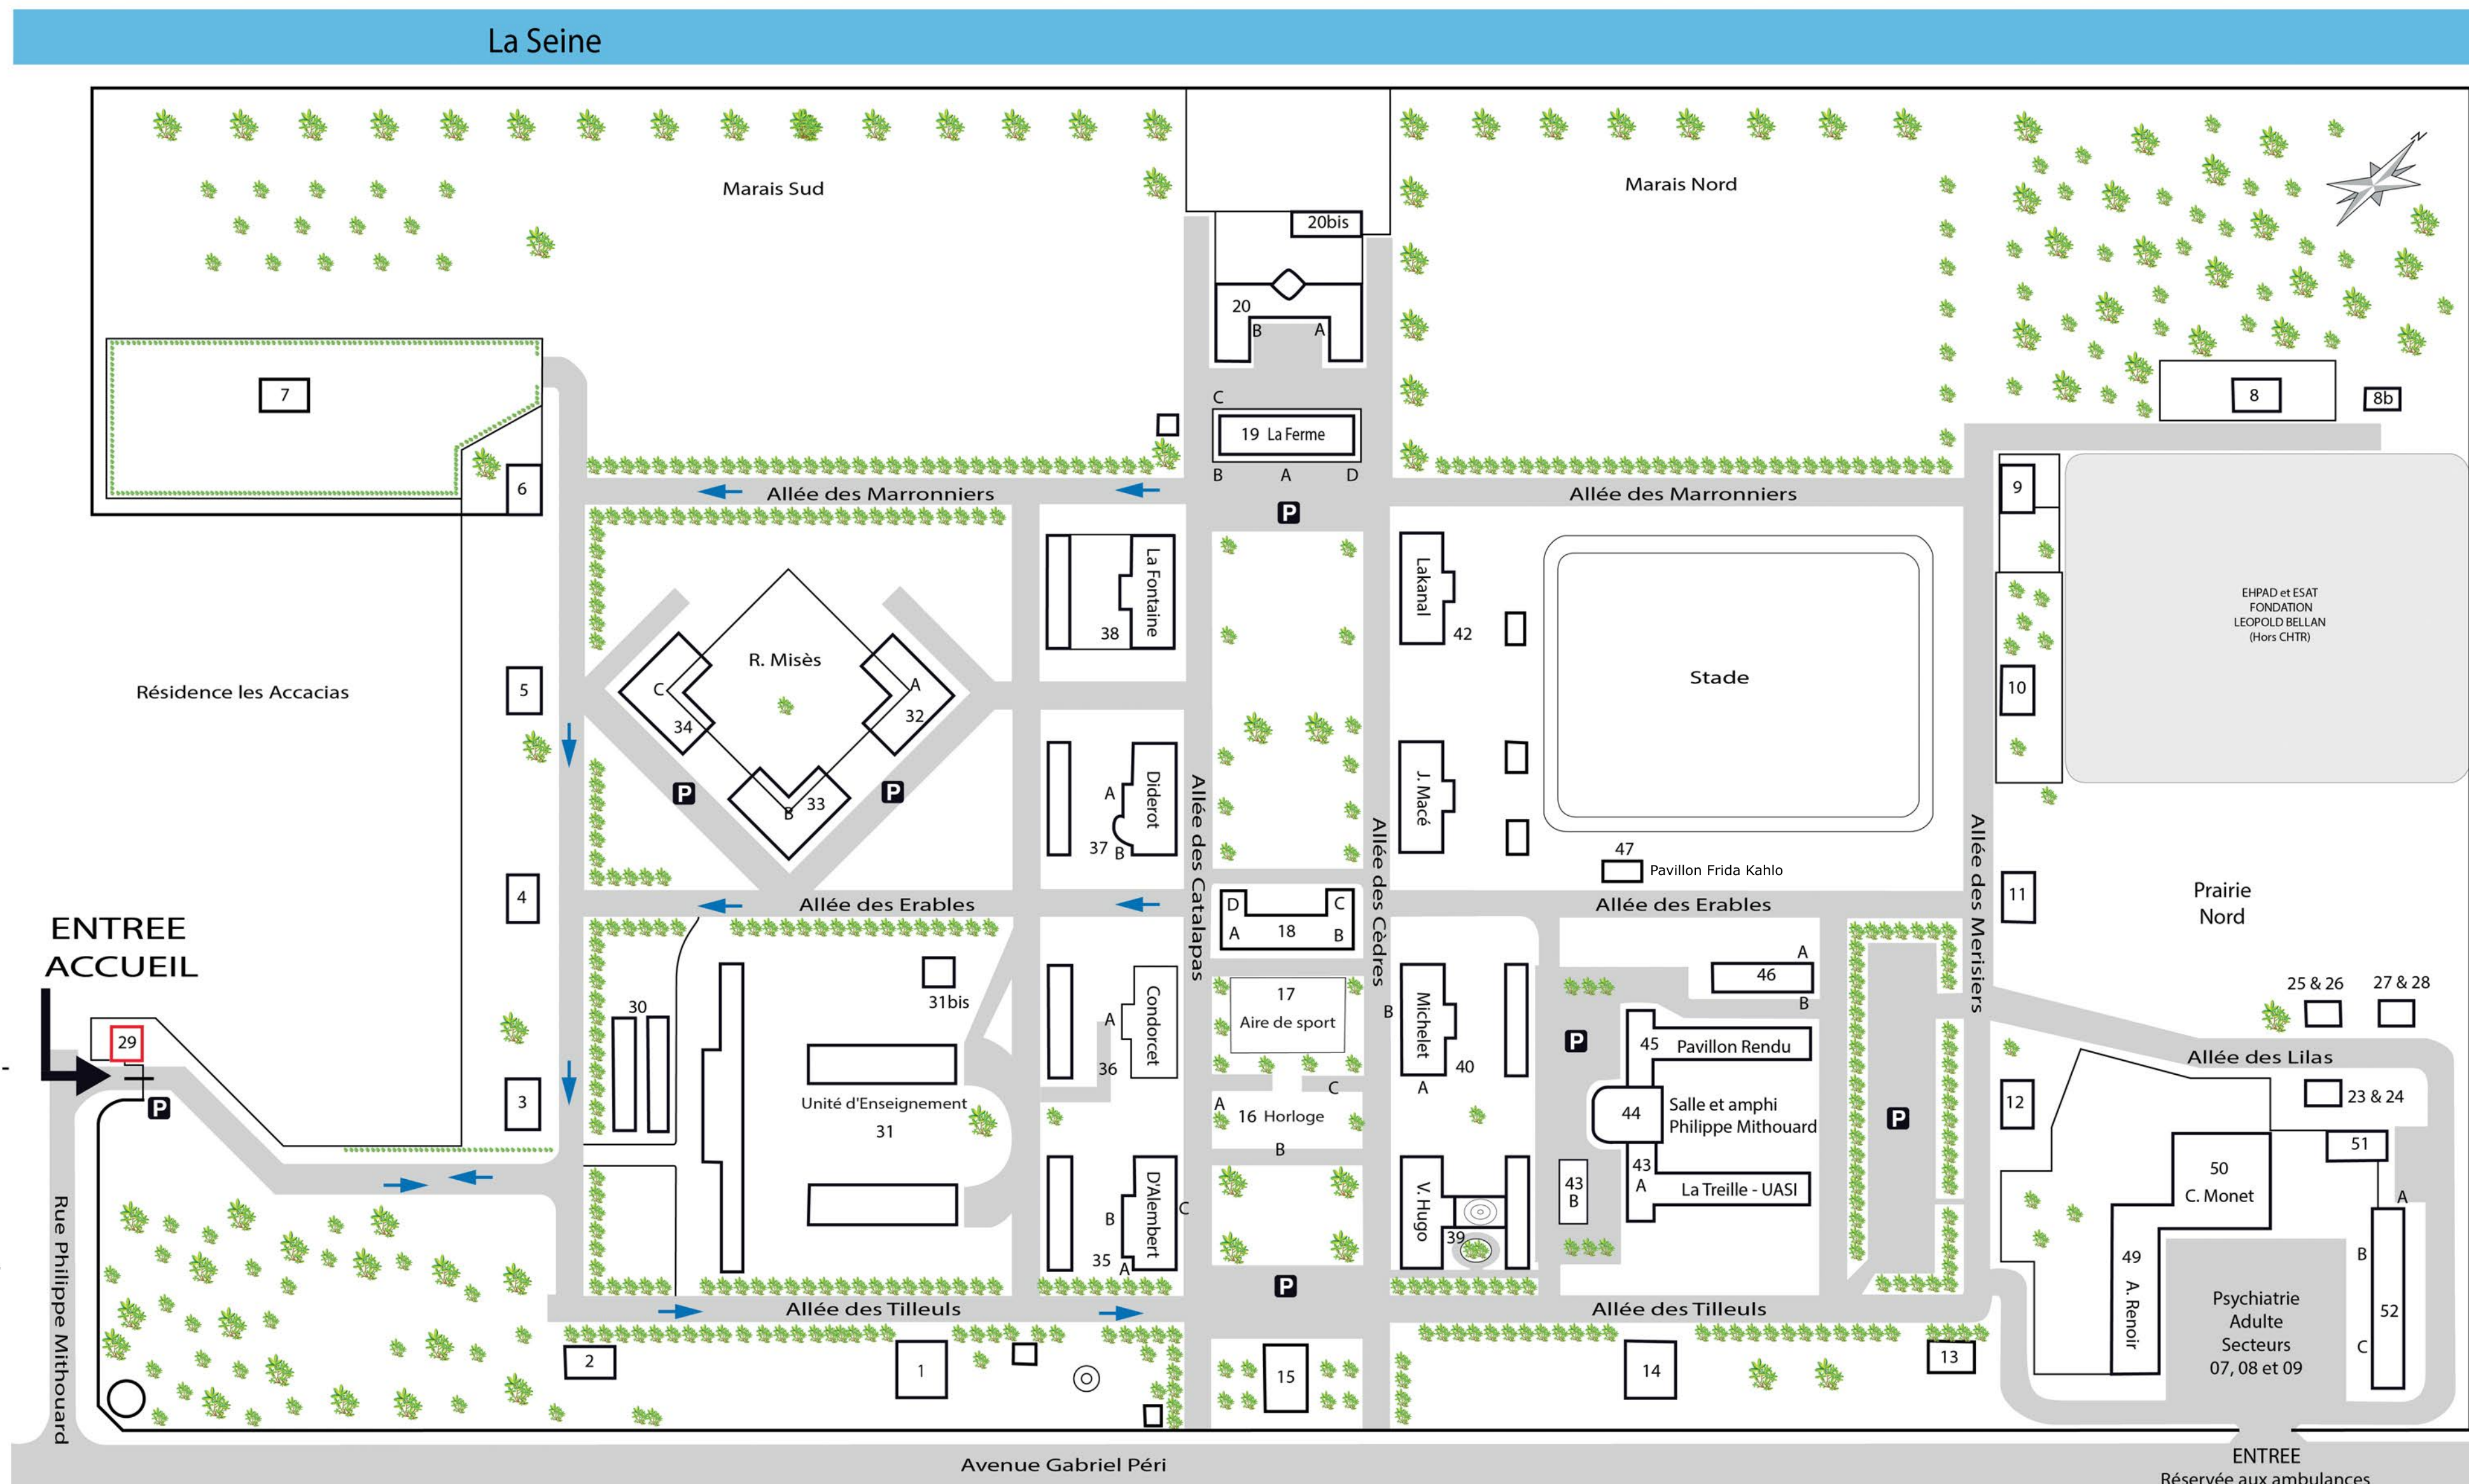 La Seine
Marais Sud
Marais Nord
N
20bis
20
B
A
7
8
8b
C
19 La Ferme
B
A
D
6
9
Allée des Marronniers
Allée des Marronniers
P
La Fontaine
38
Lakanal
42
EHPAD et ESAT
FONDATION
LEOPOLD BELLAN
(Hors CHTR)
R. Misès
C
34
A
32
Stade
Résidence les Accacias
5
10
P
P
33
B
Diderot
A
37
B
J. Macé
Allée des Catalapas
Allée des Cèdres
Allée des Merisiers
47
Pavillon Frida Kahlo
4
11
Prairie
Nord
Allée des Erables
Allée des Erables
D
C
A
18
B
ENTREE
ACCUEIL
46
A
B
25 & 26
27 & 28
30
31bis
Condorcet
A
36
17
Aire de sport
B
Michelet
40
A
P
45
Pavillon Rendu
29
Allée des Lilas
P
3
Unité d'Enseignement
31
C
A
16 Horloge
B
44
Salle et amphi
Philippe Mithouard
P
12
23 & 24
51
50
C. Monet
43
A
La Treille - UASI
43
B
D'Alembert
B
C
35
A
V. Hugo
39
Rue Philippe Mithouard
A
B
C
52
49
A. Renoir
Psychiatrie
Adulte
Secteurs
07, 08 et 09
P
Allée des Tilleuls
Allée des Tilleuls
2
1
15
14
13
Avenue Gabriel Péri
ENTREE
Réservée aux ambulances